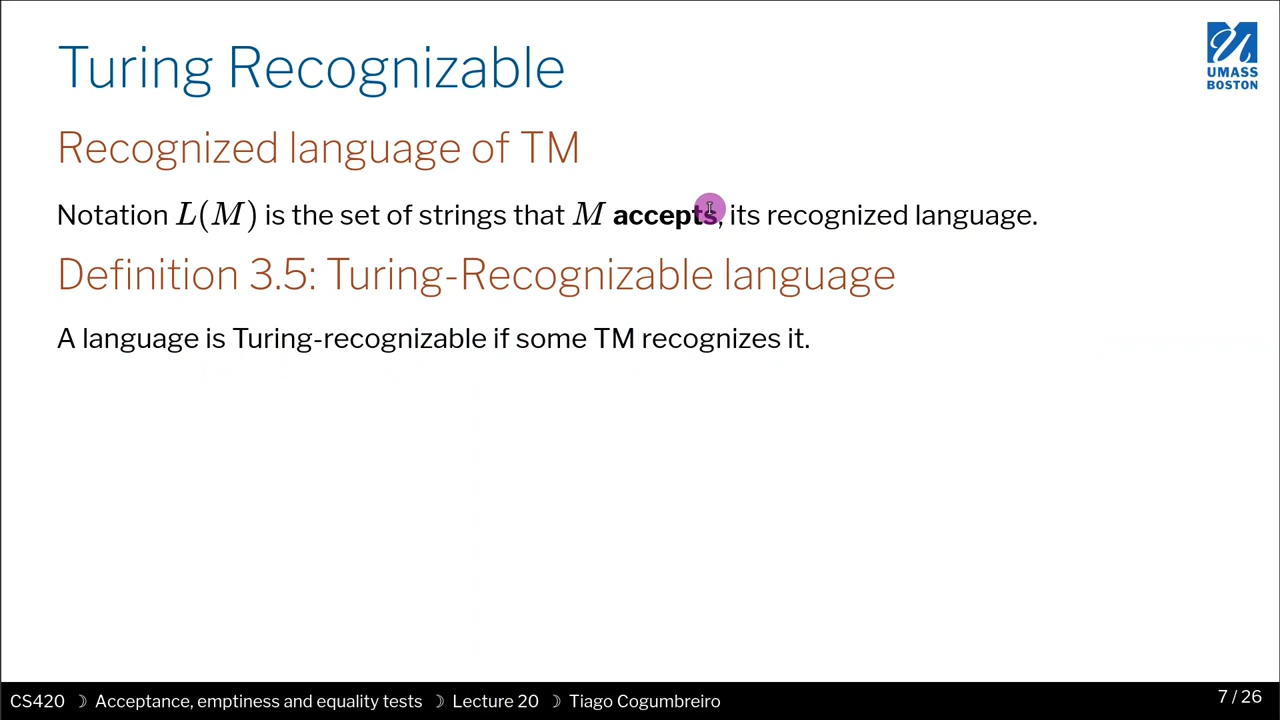 Turing Recognizable
UMASS
BOSTON
Recognized language of TM
Notation L(M) is the set of strings that M accepts, its recognized language.
Definition 3.5: Turing-Recognizable language
A language is Turing-recognizable if some TM recognizes it.
CS420 ☽ Acceptance, emptiness and equality tests ☽ Lecture 20 ☽ Tiago Cogumbreiro
7 / 26